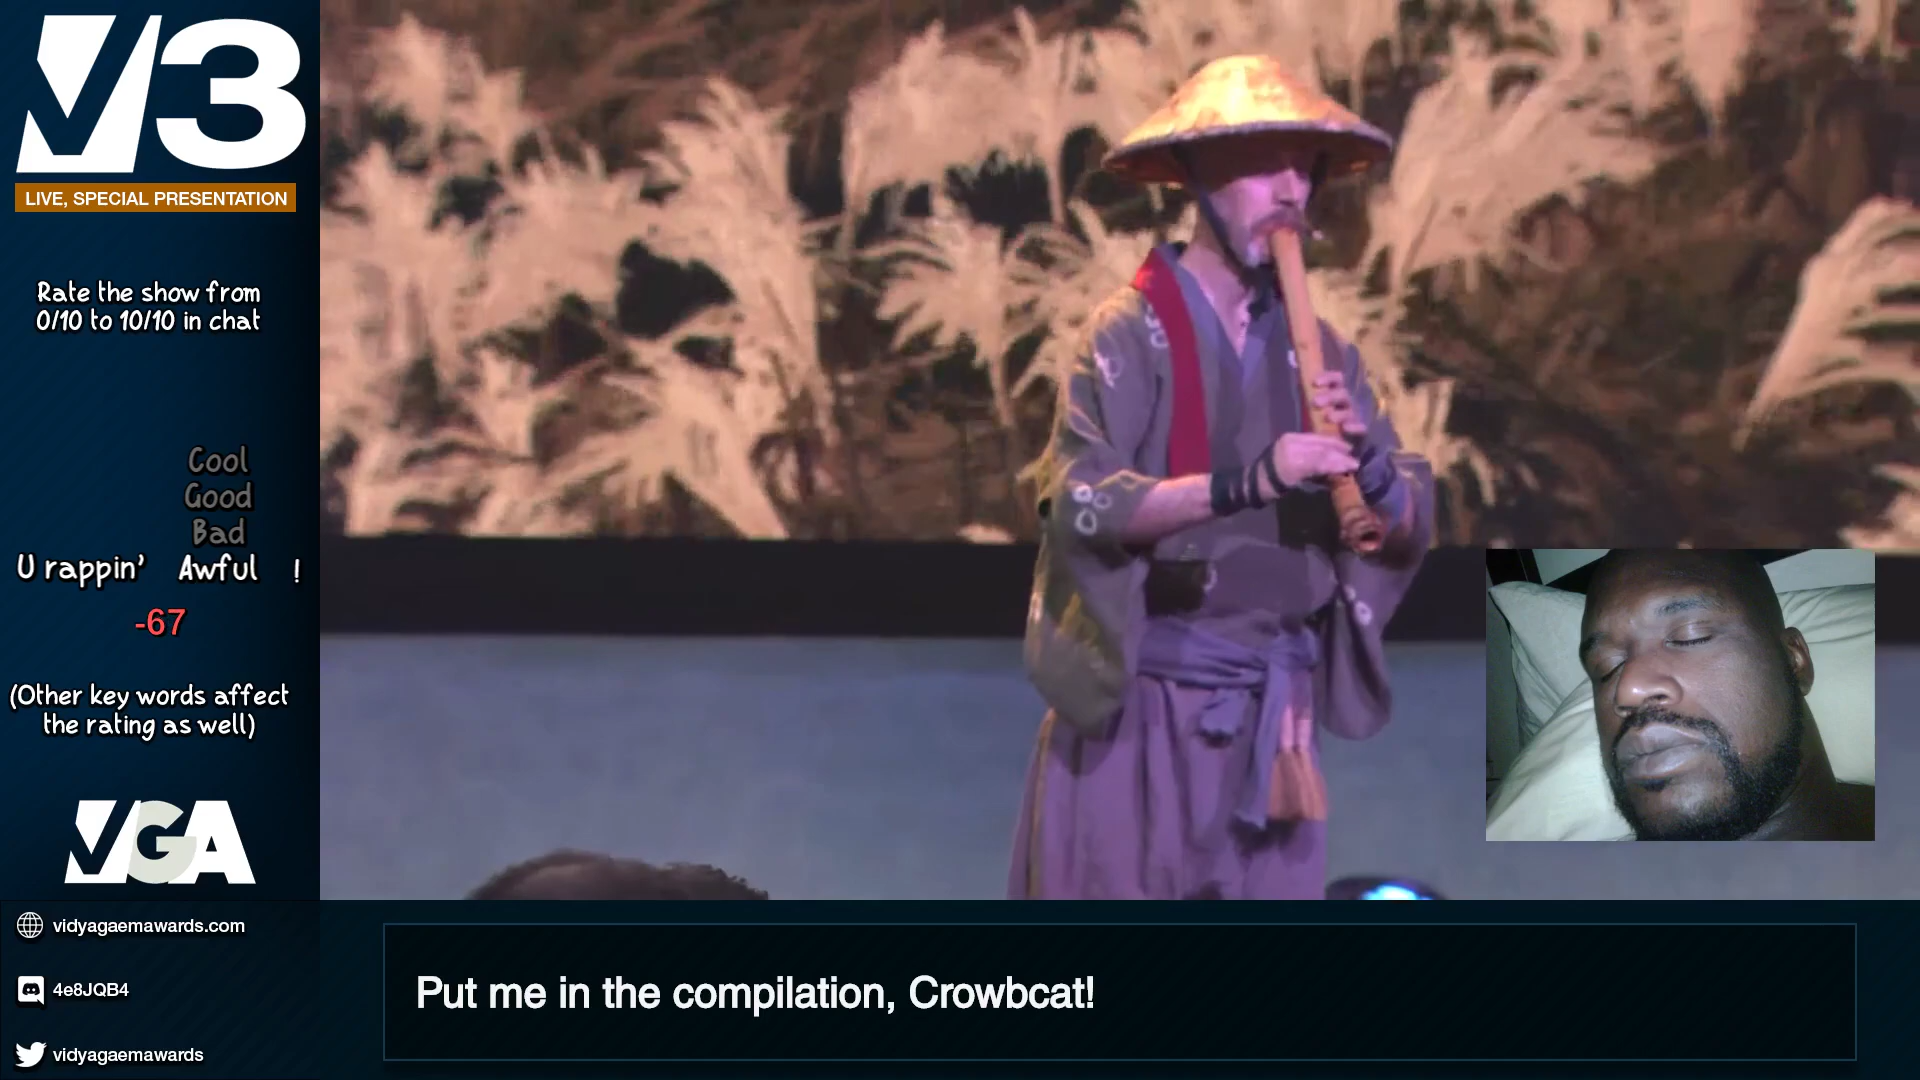 V3
LIVE, SPECIAL PRESENTATION
Rate the show from
0/10 to 10/10 in chat
Cool
Good
Bad
U rappin' Awful !
-67
(Other key words affect
the rating as well)
VGA
vidyagaemawards.com
4e8JQB4
vidyagaemawards
Put me in the compilation, Crowbcat!